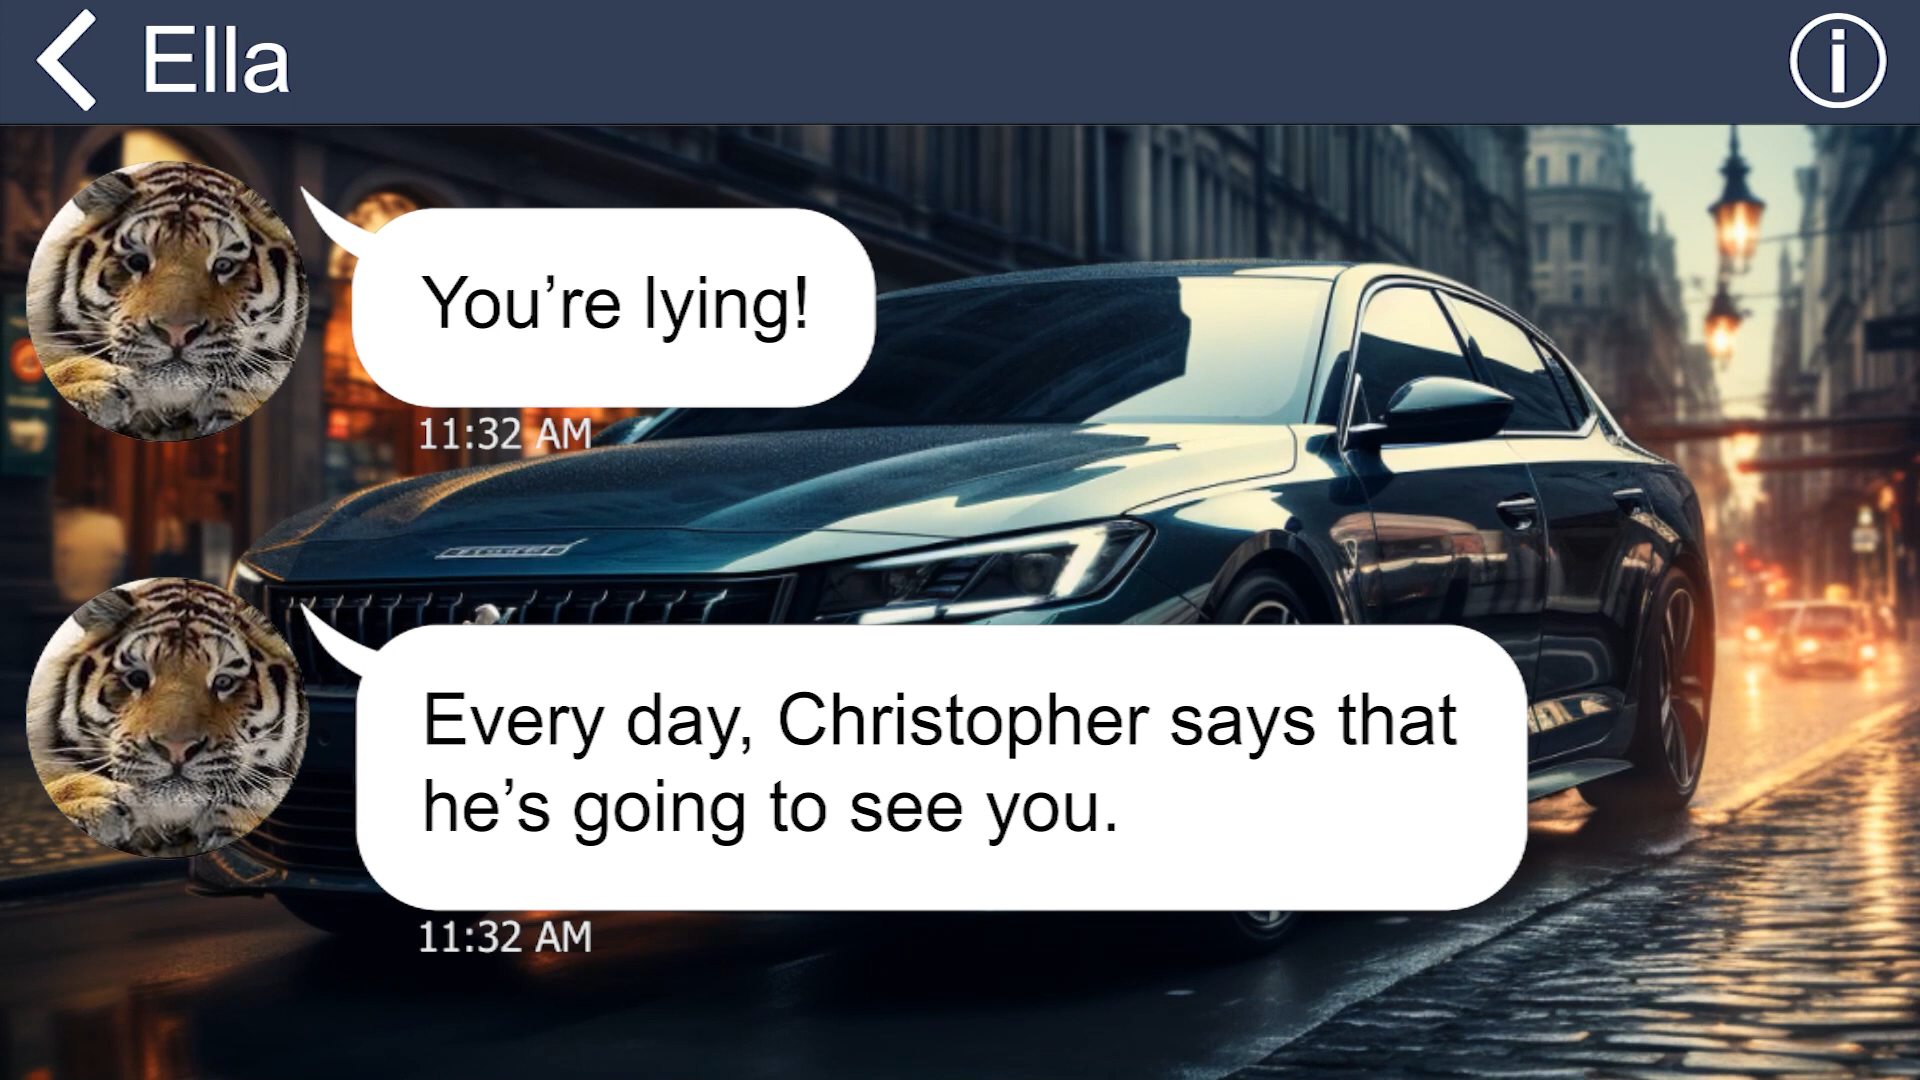 Ella
You’re lying!
11:32 AM
Every day, Christopher says that
he’s going to see you.
11:32 AM